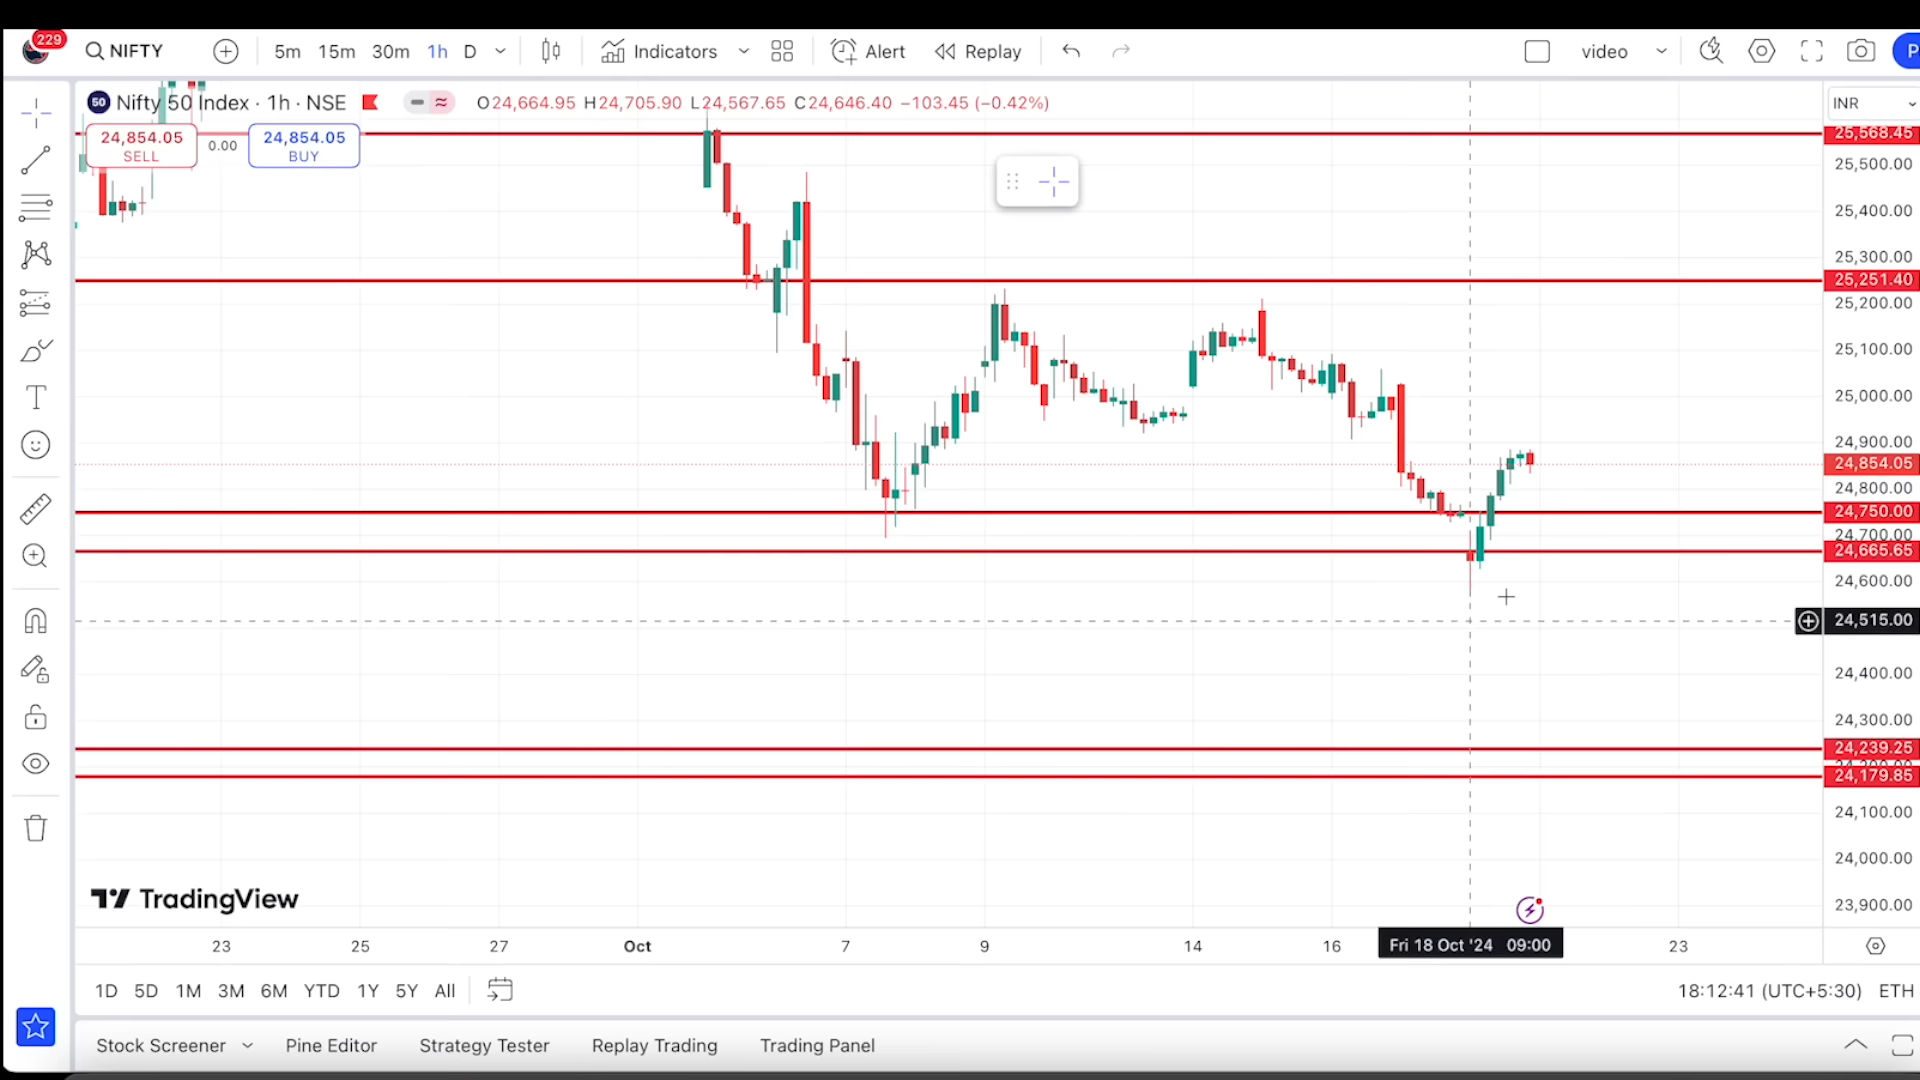 229
NIFTY
5m 15m 30m 1h D
Indicators
Alert
Replay
video
P
50 Nifty 50 Index · 1h · NSE
O24,664.95 H24,705.90 L24,567.65 C24,646.40 −103.45 (−0.42%)
INR
24,854.05
SELL
0.00
24,854.05
BUY
25,568.45
25,500.00
25,400.00
25,300.00
25,251.40
25,200.00
25,100.00
25,000.00
24,900.00
24,854.05
24,800.00
24,750.00
24,700.00
24,665.65
24,600.00
24,515.00
24,400.00
24,300.00
24,239.25
24,179.85
24,100.00
24,000.00
23,900.00
TradingView
23 25 27 Oct 7 9 14 16 Fri 18 Oct '24 09:00 23
1D 5D 1M 3M 6M YTD 1Y 5Y All
18:12:41 (UTC+5:30) ETH
Stock Screener Pine Editor Strategy Tester Replay Trading Trading Panel